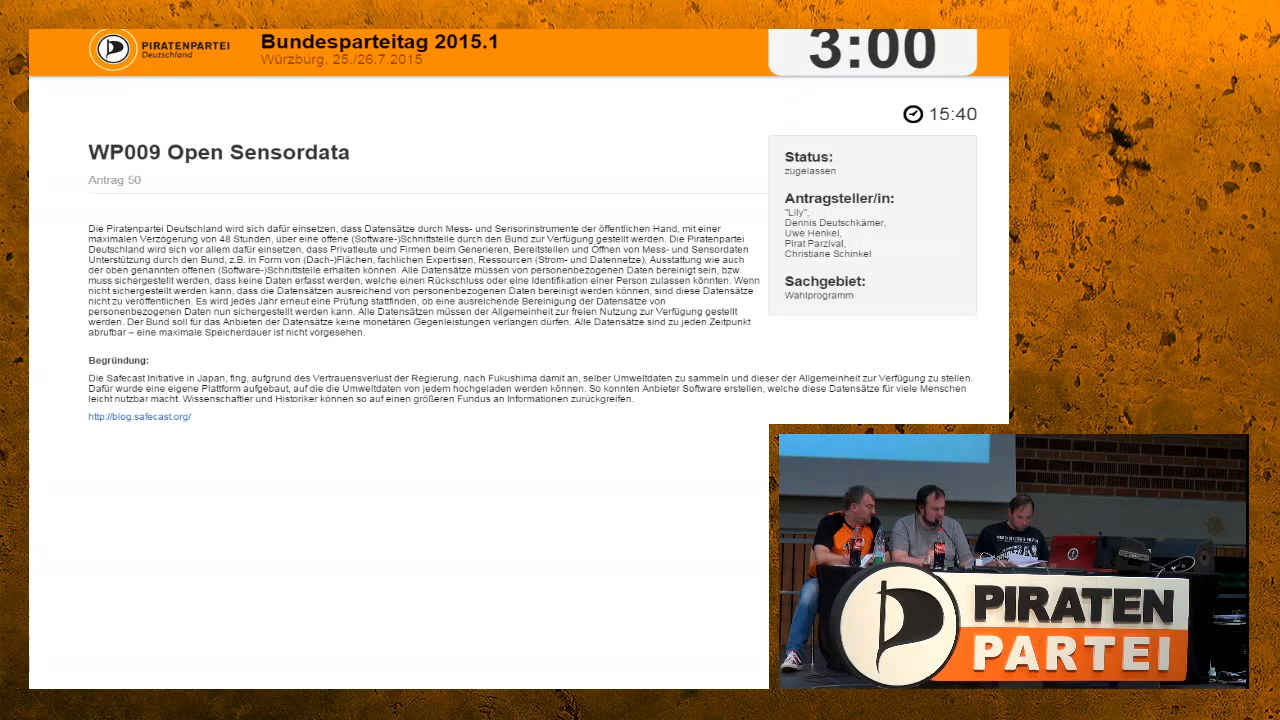 PIRATENPARTEI
Deutschland
Bundesparteitag 2015.1
Würzburg, 25./26.7.2015
3:00
15:40
WP009 Open Sensordata
Antrag 50
Die Piratenpartei Deutschland wird sich dafür einsetzen, dass Datensätze durch Mess- und Sensorinstrumente der öffentlichen Hand, mit einer
maximalen Verzögerung von 48 Stunden, über eine offene (Software-)Schnittstelle durch den Bund zur Verfügung gestellt werden. Die Piratenpartei
Deutschland wird sich vor allem dafür einsetzen, dass Privatleute und Firmen beim Generieren, Bereitstellen und Öffnen von Mess- und Sensordaten
Unterstützung durch den Bund, z.B. in Form von (Dach-)Flächen, fachlichen Expertisen, Ressourcen (Strom- und Datennetze), Ausstattung wie auch
der oben genannten offenen (Software-)Schnittstelle erhalten können. Alle Datensätze müssen von personenbezogenen Daten bereinigt sein, bzw.
muss sichergestellt werden, dass keine Daten erfasst werden, welche einen Rückschluss oder eine Identifikation einer Person zulassen könnten. Wenn
nicht sichergestellt werden kann, dass die Datensätzen ausreichend von personenbezogenen Daten bereinigt werden können, sind diese Datensätze
nicht zu veröffentlichen. Es wird jedes Jahr erneut eine Prüfung stattfinden, ob eine ausreichende Bereinigung der Datensätze von
personenbezogenen Daten nun sichergestellt werden kann. Alle Datensätzen müssen der Allgemeinheit zur freien Nutzung zur Verfügung gestellt
werden. Der Bund soll für das Anbieten der Datensätze keine monetären Gegenleistungen verlangen dürfen. Alle Datensätze sind zu jeden Zeitpunkt
abrufbar – eine maximale Speicherdauer ist nicht vorgesehen.
Begründung:
Die Safecast Initiative in Japan, fing, aufgrund des Vertrauensverlust der Regierung, nach Fukushima damit an, selber Umweltdaten zu sammeln und dieser der Allgemeinheit zur Verfügung zu stellen.
Dafür wurde eine eigene Plattform aufgebaut, auf die die Umweltdaten von jedem hochgeladen werden können. So konnten Anbieter Software erstellen, welche diese Datensätze für viele Menschen
leicht nutzbar macht. Wissenschaftler und Historiker können so auf einen größeren Fundus an Informationen zurückgreifen.
http://blog.safecast.org/
Status:
zugelassen
Antragsteller/in:
"Lily",
Dennis Deutschkämer,
Uwe Henkel,
Pirat Parzival,
Christiane Schinkel
Sachgebiet:
Wahlprogramm
PIRATEN
PARTEI